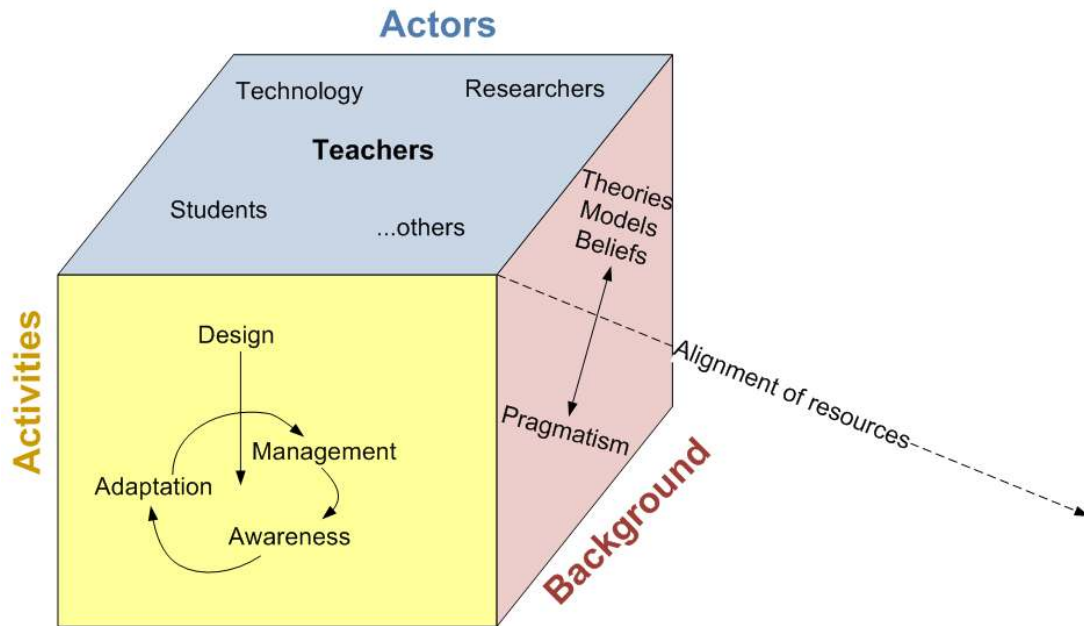 Actors
Technology
Researchers
Teachers
Students
...others
Theories
Models
Beliefs
Pragmatism
Background
Alignment of resources
Activities
Design
Management
Adaptation
Awareness